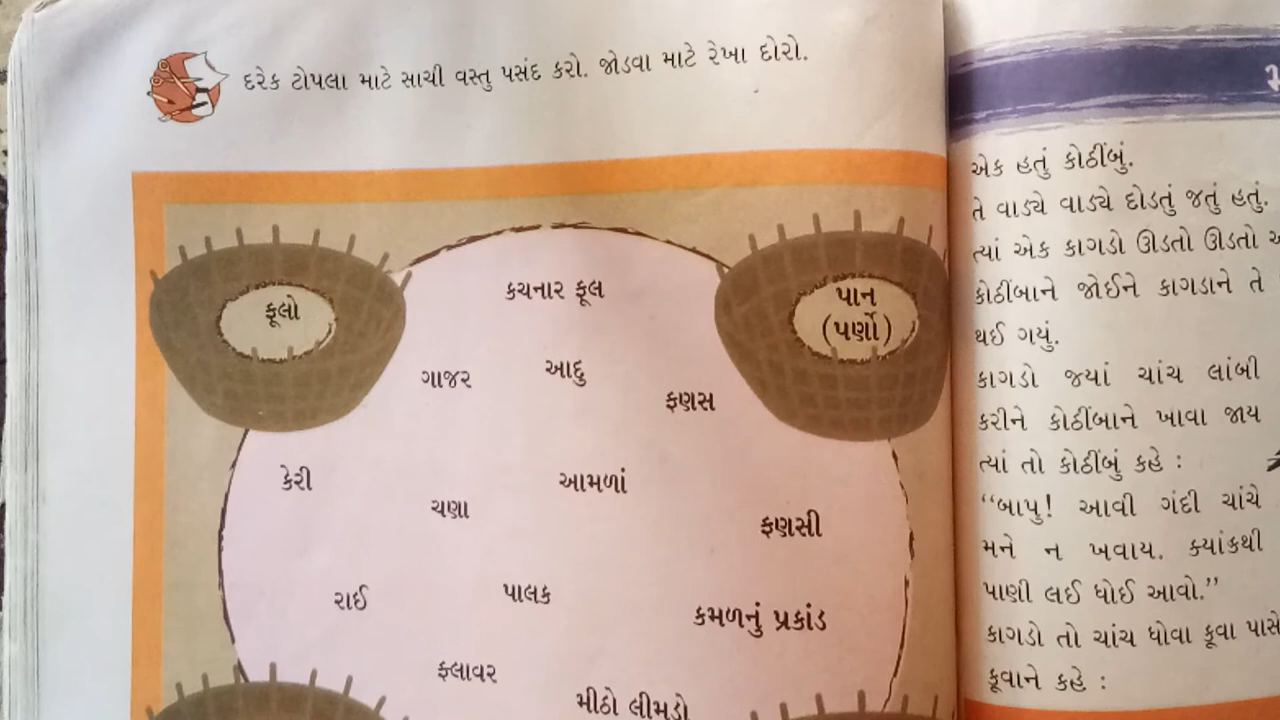 દરેક ટોપલા માટે સાચી વસ્તુ પસંદ કરો. જોડવા માટે રેખા દોરો.
ફૂલો
પાન
(પર્ણો)
કચનાર ફૂલ
ગાજર
આદુ
ફણસ
કેરી
ચણા
આમળાં
ફણસી
રાઈ
પાલક
કમળનું પ્રકાંડ
ફ્લાવર
મીઠો લીમડો
એક હતું કોઠીંબું.
તે વાડ્યે વાડ્યે દોડતું જતું હતું.
ત્યાં એક કાગડો ઊડતો ઊડતો
કોઠીંબાને જોઈને કાગડાને તે
થઈ ગયું.
કાગડો જ્યાં ચાંચ લાંબી
કરીને કોઠીંબાને ખાવા જાય
ત્યાં તો કોઠીંબું કહે :
“બાપુ! આવી ગંદી ચાંચે
મને ન ખવાય. ક્યાંકથી
પાણી લઈ ધોઈ આવો.”
કાગડો તો ચાંચ ધોવા કૂવા પાસે
કૂવાને કહે :